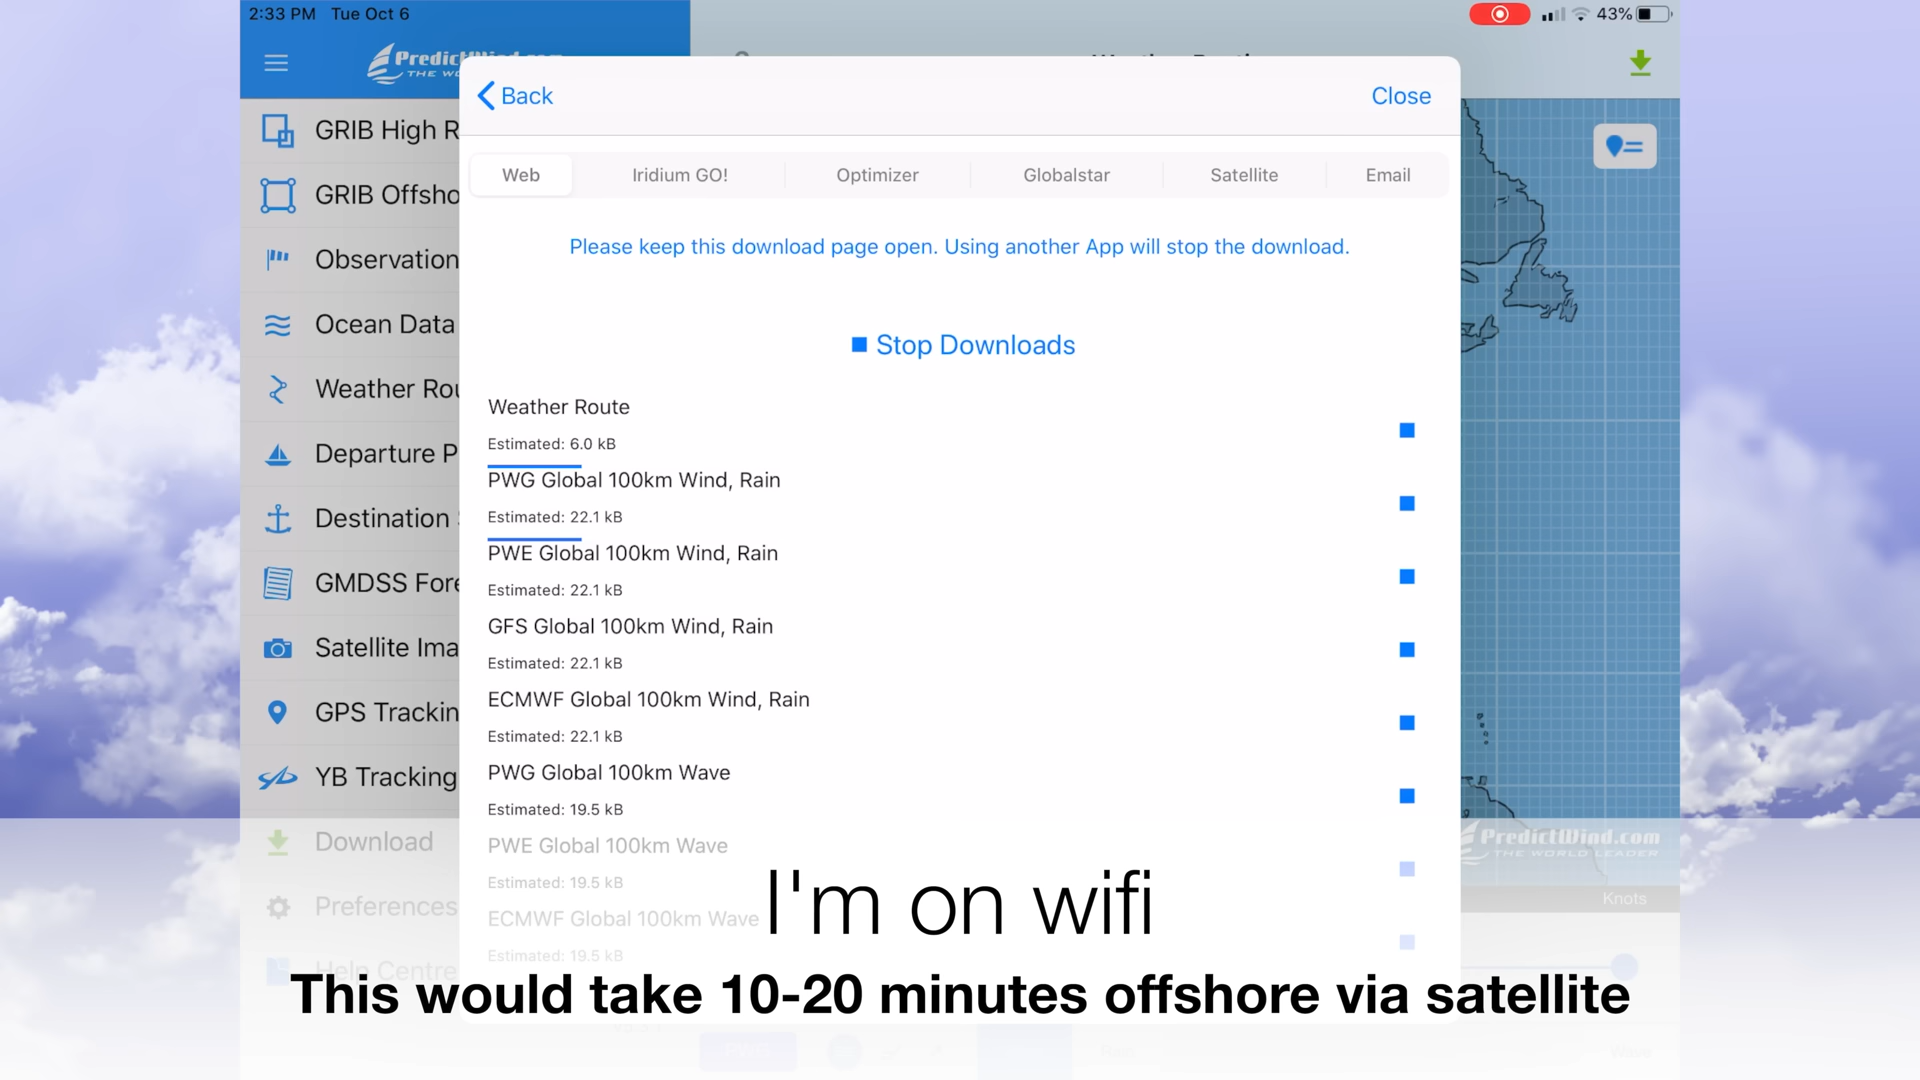 2:33 PM Tue Oct 6
43%
Back
Close
Web
Iridium GO!
Optimizer
Globalstar
Satellite
Email
GRIB High R
GRIB Offsho
Observation
Ocean Data
Weather Rou
Departure P
Destination
GMDSS Fore
Satellite Ima
GPS Trackin
YB Tracking
Download
Preferences
Help Centre
Please keep this download page open. Using another App will stop the download.
Stop Downloads
Weather Route
Estimated: 6.0 kB
PWG Global 100km Wind, Rain
Estimated: 22.1 kB
PWE Global 100km Wind, Rain
Estimated: 22.1 kB
GFS Global 100km Wind, Rain
Estimated: 22.1 kB
ECMWF Global 100km Wind, Rain
Estimated: 22.1 kB
PWG Global 100km Wave
Estimated: 19.5 kB
PWE Global 100km Wave
Estimated: 19.5 kB
ECMWF Global 100km Wave
Estimated: 19.5 kB
PredictWind.com
THE WORLD LEADER
Knots
I'm on wifi
This would take 10-20 minutes offshore via satellite